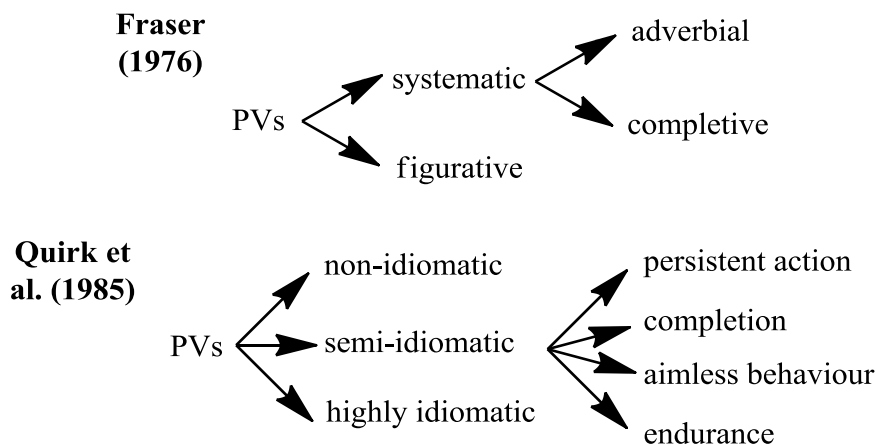 Fraser
(1976)
PVs
systematic
figurative
adverbial
completive
Quirk et
al. (1985)
PVs
non-idiomatic
semi-idiomatic
highly idiomatic
persistent action
completion
aimless behaviour
endurance